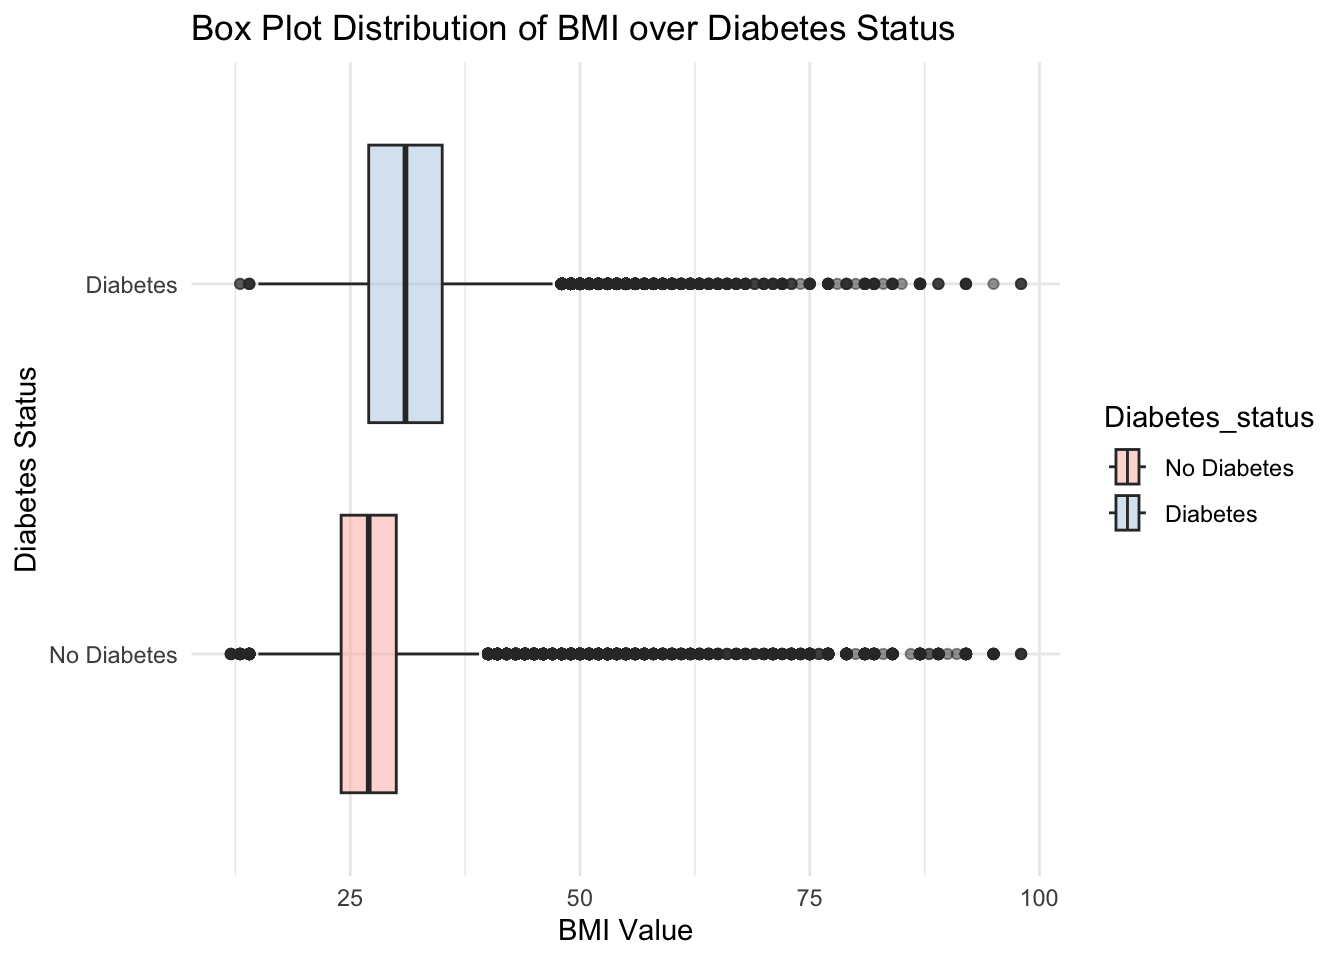 Box Plot Distribution of BMI over Diabetes Status
Diabetes Status
Diabetes
No Diabetes
25
50
75
100
BMI Value
Diabetes_status
No Diabetes
Diabetes